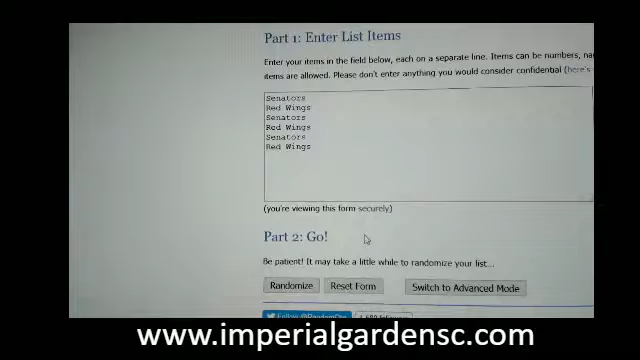 Part 1: Enter List Items
Enter your items in the field below, each on a separate line. Items can be numbers,
items are allowed. Please don't enter anything you would consider confidential (here's
Senators
Red Wings
Senators
Red Wings
Senators
Red Wings
(you're viewing this form securely)
Part 2: Go!
Be patient! It may take a little while to randomize your list...
Randomize Reset Form Switch to Advanced Mode
Follow
www.imperialgardensc.com